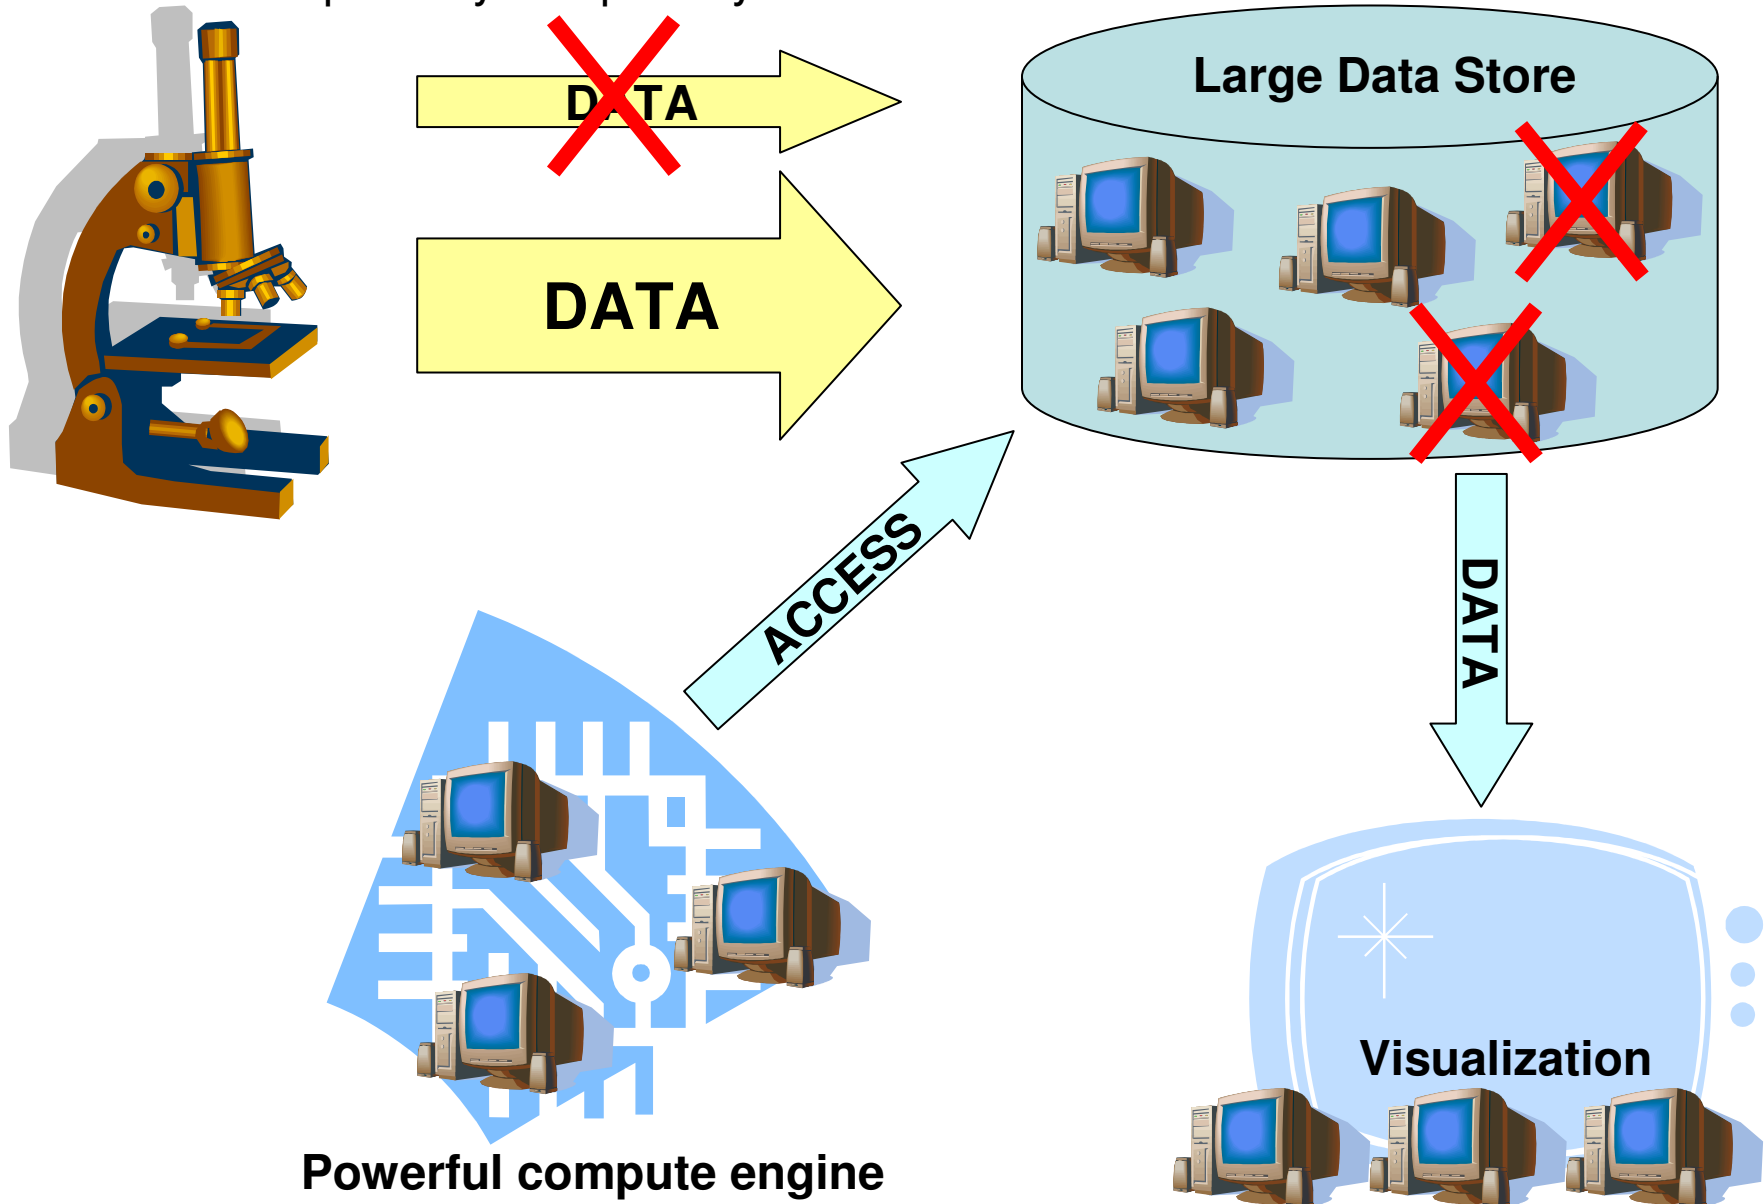 DATA
Large Data Store
DATA
ACCESS
DATA
Visualization
Powerful compute engine